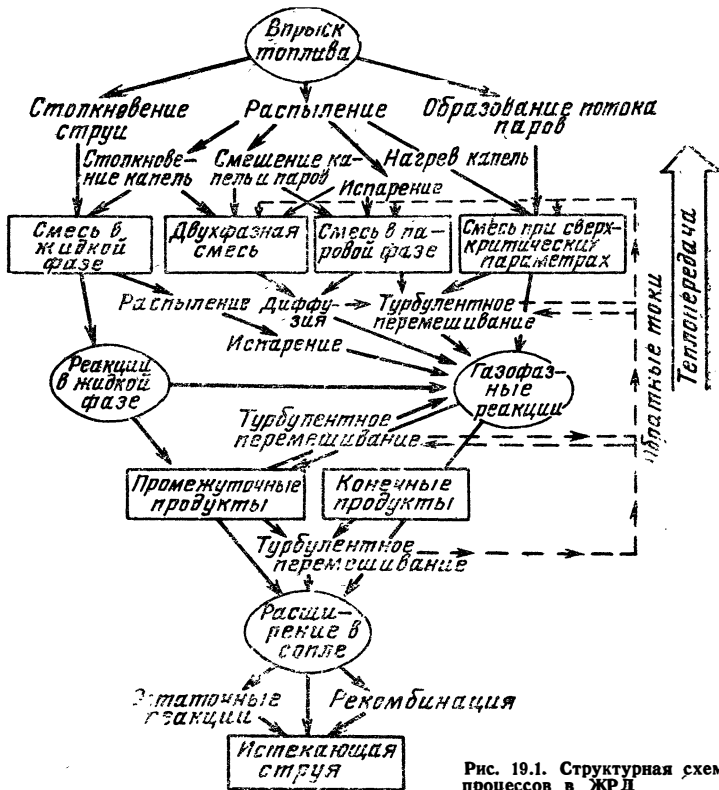 Впрыск
топлива
Столкновение
струй
Распыление
Образование потока
паров
Столкнове-
ние капель
Смешение ка-
пель и паров
Испарение
Нагрев капель
Смесь в
жидкой
фазе
Двухфазная
смесь
Смесь в па-
ровой фазе
Смесь при сверх-
критических
параметрах
Распыление
Диффу-
зия
Турбулентное
перемешивание
Испарение
Реакции
в жидкой
фазе
Газофаз-
ные
реакции
Обратные токи
Теплопередача
Турбулентное
перемешивание
Промежуточные
продукты
Конечные
продукты
Турбулентное
перемешивание
Расши-
рение в
сопле
Остаточные
реакции
Рекомбинация
Истекающая
струя
Рис. 19.1. Структурная схем
процессов в ЖРД